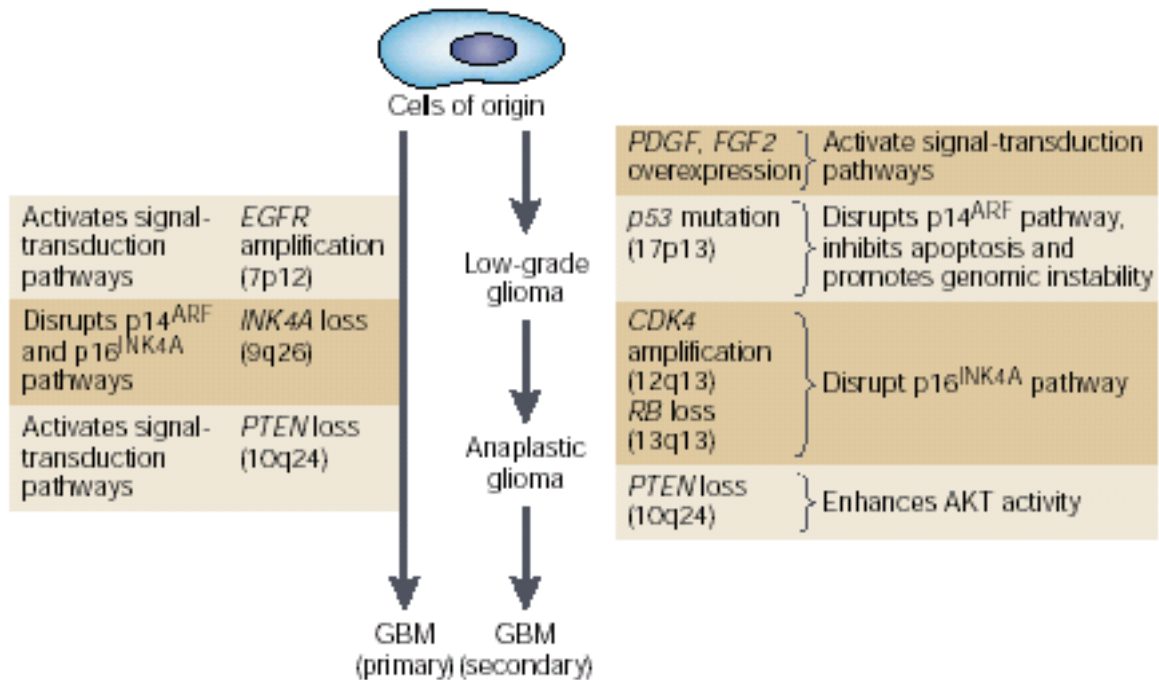 Cells of origin
Activates signal-
transduction
pathways
EGFR
amplification
(7p12)
Disrupts p14ARF
and p16INK4A
pathways
INK4A loss
(9q26)
Activates signal-
transduction
pathways
PTEN loss
(10q24)
Low-grade
glioma
Anaplastic
glioma
GBM
(primary)
GBM
(secondary)
PDGF, FGF2
overexpression
Activate signal-transduction
pathways
p53 mutation
(17p13)
Disrupts p14ARF pathway,
inhibits apoptosis and
promotes genomic instability
CDK4
amplification
(12q13)
RB loss
(13q13)
Disrupt p16INK4A pathway
PTEN loss
(10q24)
Enhances AKT activity